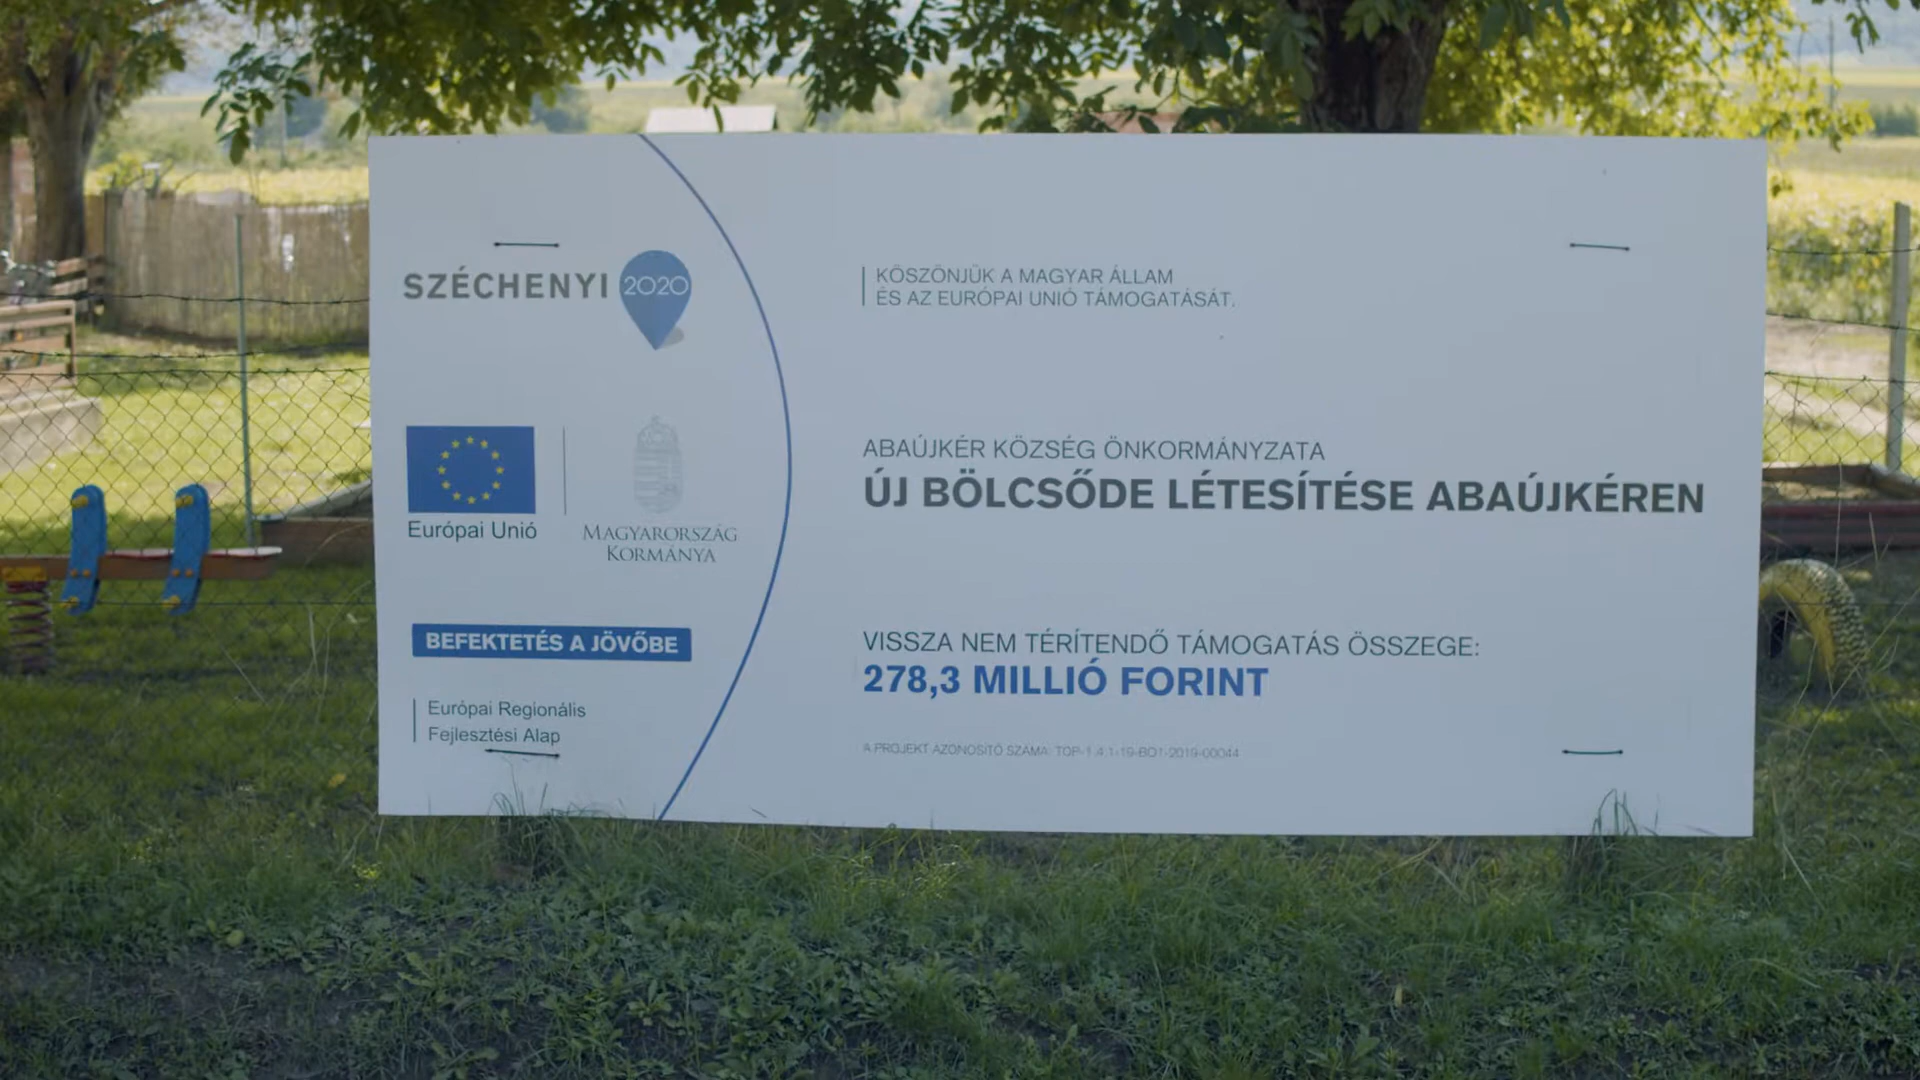 SZÉCHENYI 2020
KÖSZÖNJÜK A MAGYAR ÁLLAM
ÉS AZ EURÓPAI UNIÓ TÁMOGATÁSÁT.
Európai Unió
MAGYARORSZÁG
KORMÁNYA
ABAÚJKÉR KÖZSÉG ÖNKORMÁNYZATA
ÚJ BÖLCSŐDE LÉTESÍTÉSE ABAÚJKÉREN
BEFEKTETÉS A JÖVŐBE
Európai Regionális
Fejlesztési Alap
VISSZA NEM TÉRÍTENDŐ TÁMOGATÁS ÖSSZEGE:
278,3 MILLIÓ FORINT
A PROJEKT AZONOSÍTÓ SZÁMA: TOP-1.4.1-19-BO1-2019-00044